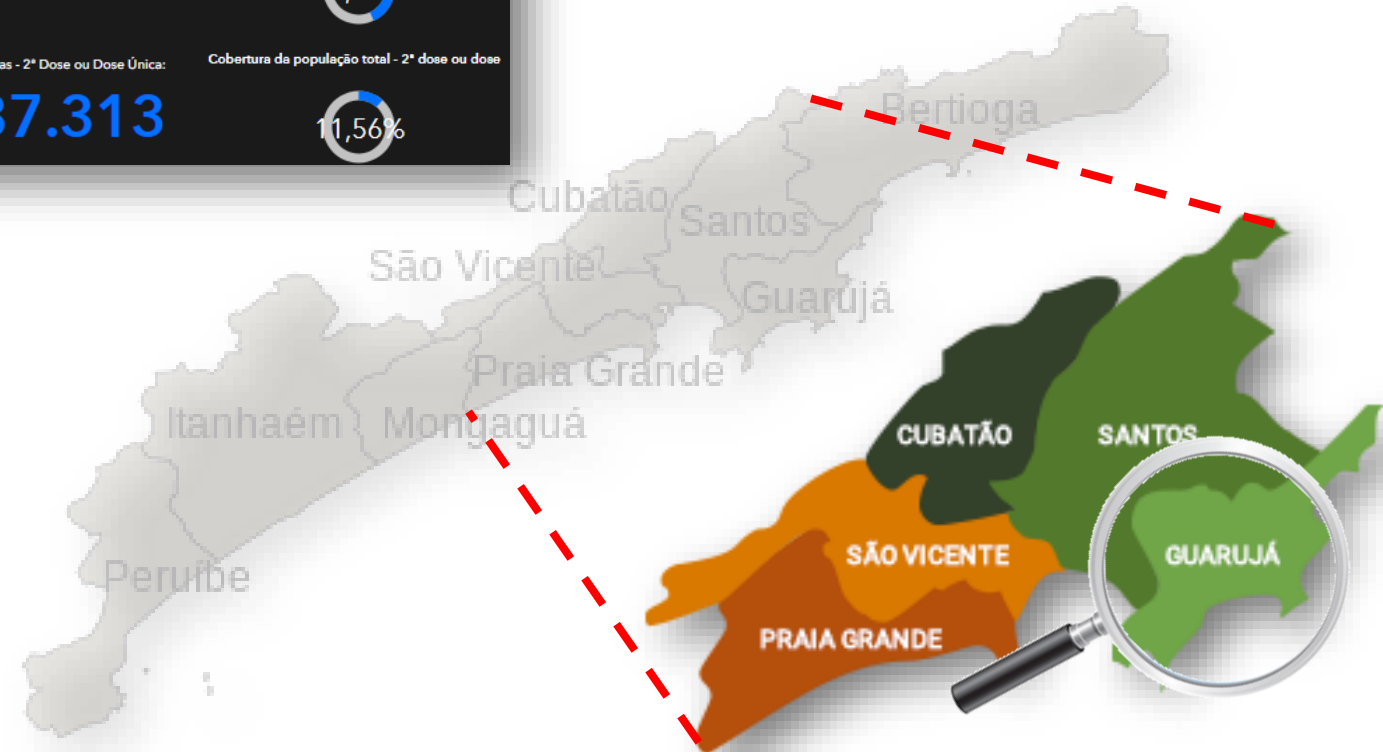 as - 2ª Dose ou Dose Única:
Cobertura da população total - 2ª dose ou dose
37.313
11,56%
Bertioga
Cubatão
Santos
São Vicente
Guarujá
Praia Grande
Itanhaém
Mongaguá
Peruíbe
CUBATÃO
SANTOS
SÃO VICENTE
GUARUJÁ
PRAIA GRANDE